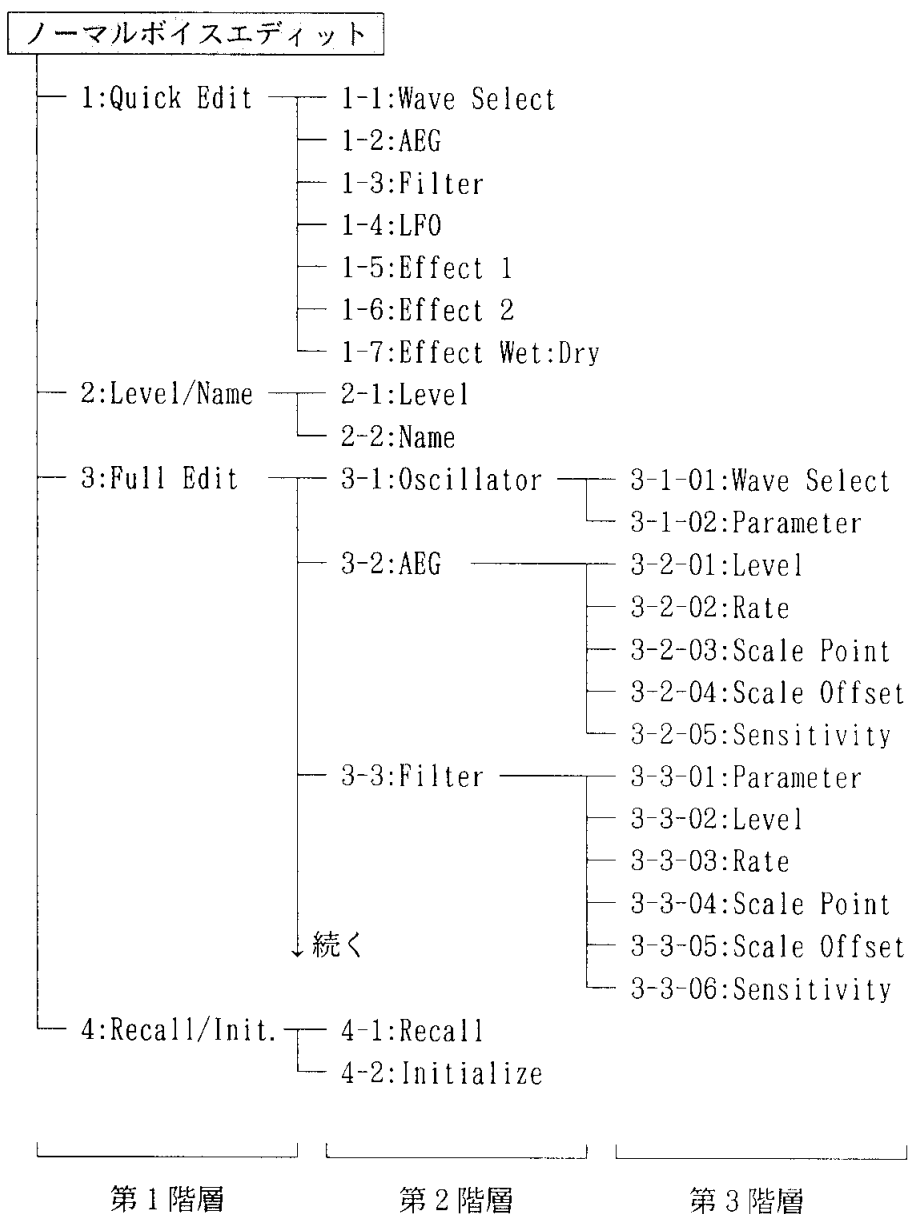 ノーマルボイスエディット
1:Quick Edit 1-1:Wave Select
1-2:AEG
1-3:Filter
1-4:LFO
1-5:Effect 1
1-6:Effect 2
1-7:Effect Wet:Dry
2:Level/Name 2-1:Level
2-2:Name
3:Full Edit 3-1:Oscillator 3-1-01:Wave Select
3-1-02:Parameter
3-2:AEG 3-2-01:Level
3-2-02:Rate
3-2-03:Scale Point
3-2-04:Scale Offset
3-2-05:Sensitivity
3-3:Filter 3-3-01:Parameter
3-3-02:Level
3-3-03:Rate
3-3-04:Scale Point
続く 3-3-05:Scale Offset
3-3-06:Sensitivity
4:Recall/Init. 4-1:Recall
4-2:Initialize
第1階層 第2階層 第3階層